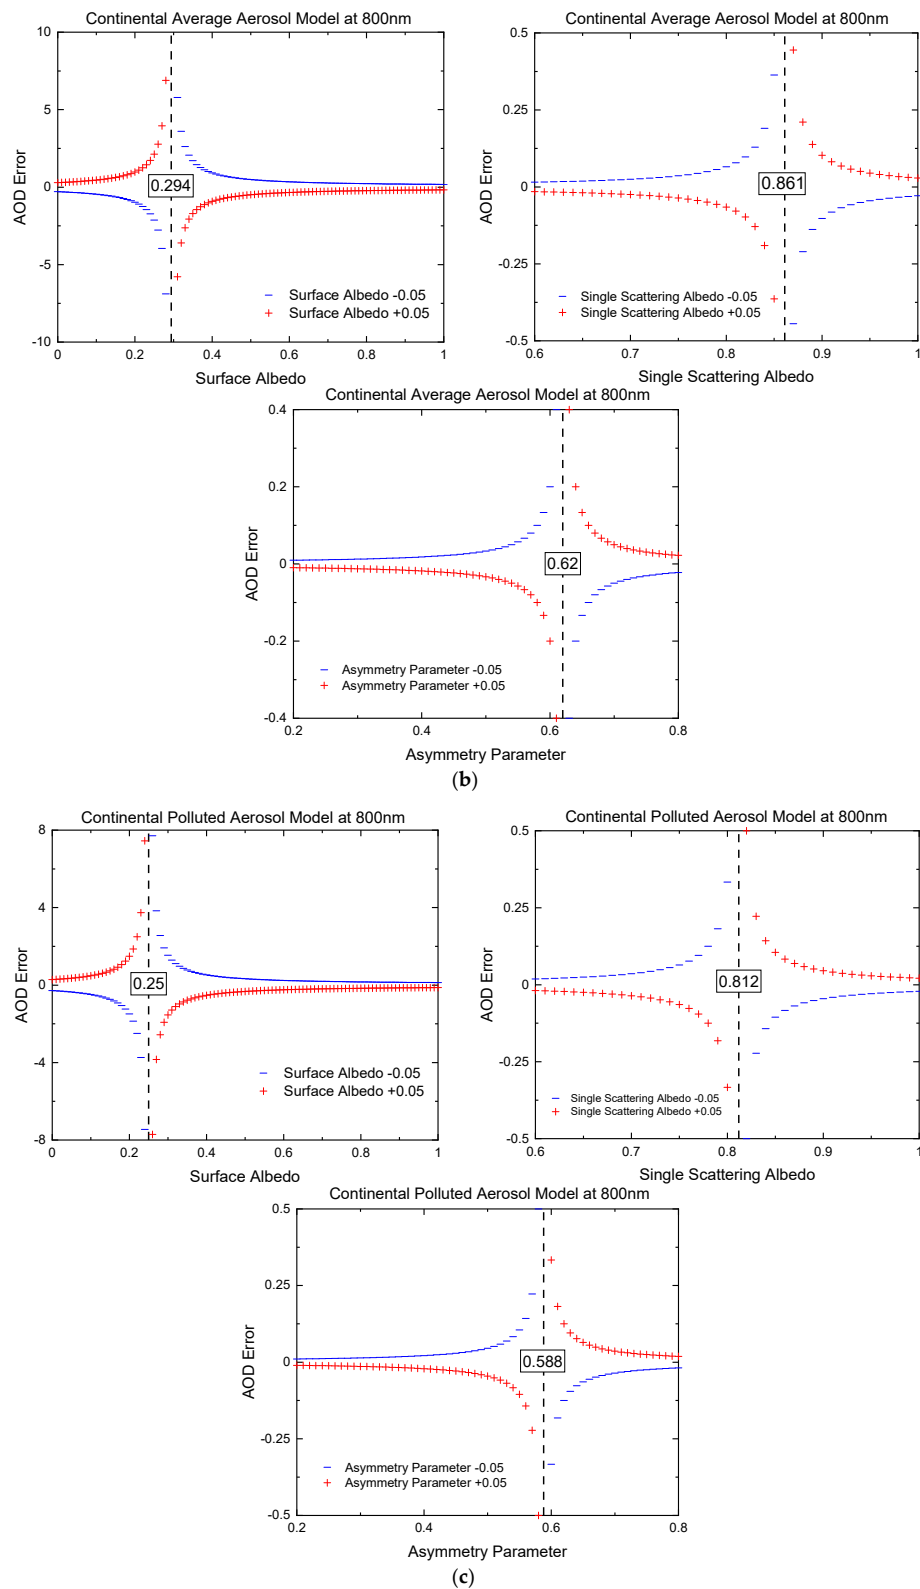 Continental Average Aerosol Model at 800nm
10
5
0
-5
-10
AOD Error
0.294
Surface Albedo -0.05
Surface Albedo +0.05
0 0.2 0.4 0.6 0.8 1
Surface Albedo
Continental Average Aerosol Model at 800nm
0.5
0.25
0
-0.25
-0.5
AOD Error
0.861
Single Scattering Albedo -0.05
Single Scattering Albedo +0.05
0.6 0.7 0.8 0.9 1
Single Scattering Albedo
Continental Average Aerosol Model at 800nm
0.4
0.2
0
-0.2
-0.4
AOD Error
0.62
Asymmetry Parameter -0.05
Asymmetry Parameter +0.05
0.2 0.4 0.6 0.8
Asymmetry Parameter
(b)
Continental Polluted Aerosol Model at 800nm
8
4
0
-4
-8
AOD Error
0.25
Surface Albedo -0.05
Surface Albedo +0.05
0 0.2 0.4 0.6 0.8 1
Surface Albedo
Continental Polluted Aerosol Model at 800nm
0.5
0.25
0
-0.25
-0.5
AOD Error
0.812
Single Scattering Albedo -0.05
Single Scattering Albedo +0.05
0.6 0.7 0.8 0.9 1
Single Scattering Albedo
Continental Polluted Aerosol Model at 800nm
0.5
0.25
0
-0.25
-0.5
AOD Error
0.588
Asymmetry Parameter -0.05
Asymmetry Parameter +0.05
0.2 0.4 0.6 0.8
Asymmetry Parameter
(c)